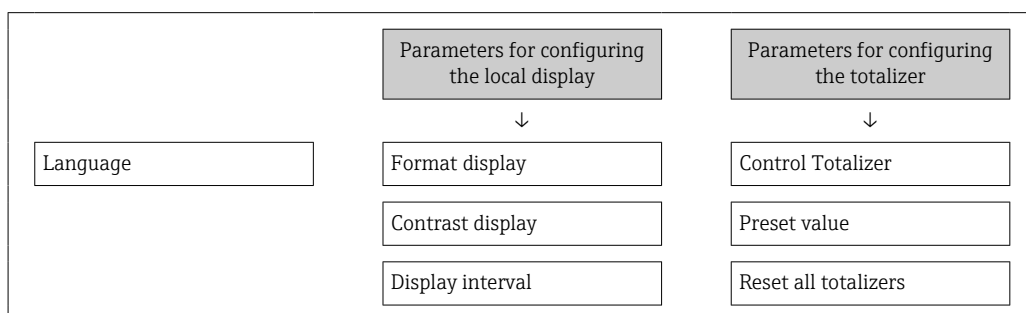 Parameters for configuring
the local display
Parameters for configuring
the totalizer
↓
↓
Language
Format display
Control Totalizer
Contrast display
Preset value
Display interval
Reset all totalizers